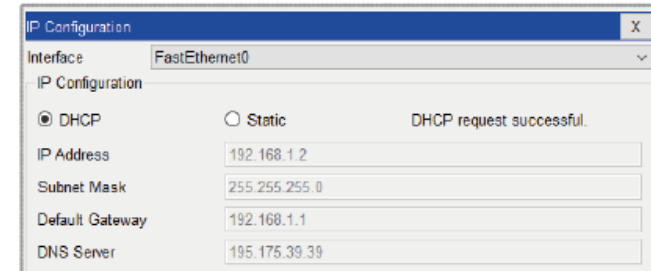 IP Configuration X
Interface FastEthernet0
IP Configuration
DHCP Static DHCP request successful.
IP Address 192.168.1.2
Subnet Mask 255.255.255.0
Default Gateway 192.168.1.1
DNS Server 195.175.39.39